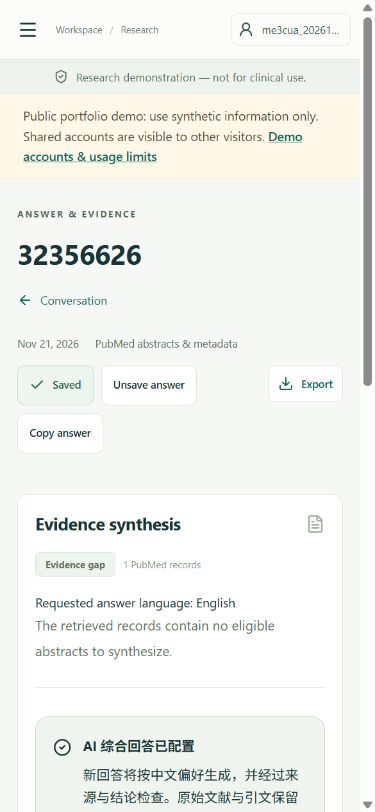 Workspace / Research
me3cua_20261...
Research demonstration — not for clinical use.
Public portfolio demo: use synthetic information only.
Shared accounts are visible to other visitors. Demo
accounts & usage limits
ANSWER & EVIDENCE
32356626
Conversation
Nov 21, 2026 PubMed abstracts & metadata
Saved
Unsave answer
Export
Copy answer
Evidence synthesis
Evidence gap
1 PubMed records
Requested answer language: English
The retrieved records contain no eligible
abstracts to synthesize.
AI 综合回答已配置
新回答将按中文偏好生成，并经过来
源与结论检查。原始文献与引文保留